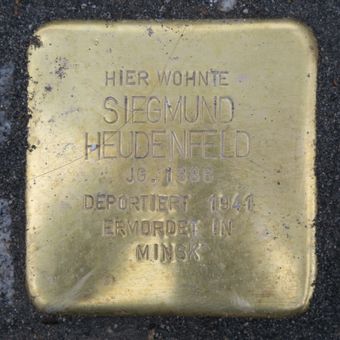 HIER WOHNTE
SIEGMUND
HEUDENFELD
JG. 1886
DEPORTIERT 1941
ERMORDET IN
MINSK